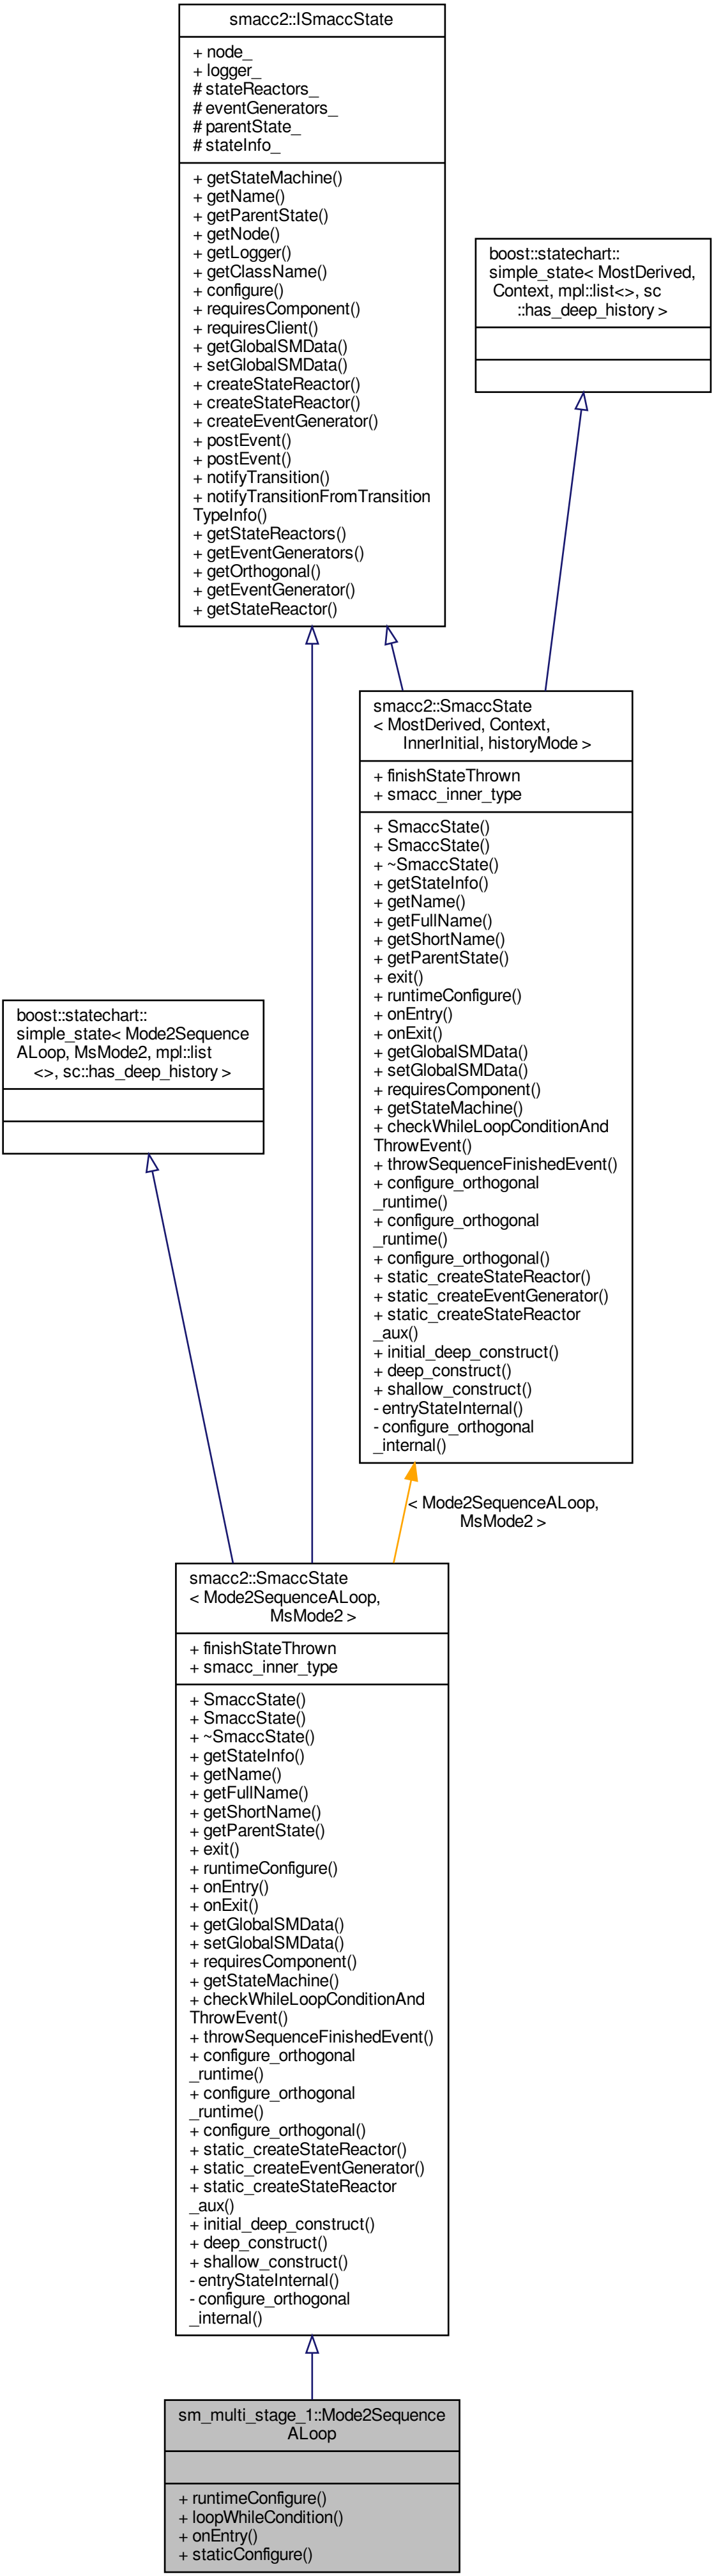 smacc2::ISmaccState
+ node_
+ logger_
# stateReactors_
# eventGenerators_
# parentState_
# stateInfo_
+ getStateMachine()
+ getName()
+ getParentState()
+ getNode()
+ getLogger()
+ getClassName()
+ configure()
+ requiresComponent()
+ requiresClient()
+ getGlobalSMData()
+ setGlobalSMData()
+ createStateReactor()
+ createStateReactor()
+ createEventGenerator()
+ postEvent()
+ postEvent()
+ notifyTransition()
+ notifyTransitionFromTransition
TypeInfo()
+ getStateReactors()
+ getEventGenerators()
+ getOrthogonal()
+ getEventGenerator()
+ getStateReactor()
boost::statechart::
simple_state< MostDerived,
Context, mpl::list<>, sc
::has_deep_history >
smacc2::SmaccState
< MostDerived, Context,
InnerInitial, historyMode >
+ finishStateThrown
+ smacc_inner_type
+ SmaccState()
+ SmaccState()
+ ~SmaccState()
+ getStateInfo()
+ getName()
+ getFullName()
+ getShortName()
+ getParentState()
+ exit()
+ runtimeConfigure()
+ onEntry()
+ onExit()
+ getGlobalSMData()
+ setGlobalSMData()
+ requiresComponent()
+ getStateMachine()
+ checkWhileLoopConditionAnd
ThrowEvent()
+ throwSequenceFinishedEvent()
+ configure_orthogonal
_runtime()
+ configure_orthogonal
_runtime()
+ configure_orthogonal()
+ static_createStateReactor()
+ static_createEventGenerator()
+ static_createStateReactor
_aux()
+ initial_deep_construct()
+ deep_construct()
+ shallow_construct()
- entryStateInternal()
- configure_orthogonal
_internal()
boost::statechart::
simple_state< Mode2Sequence
ALoop, MsMode2, mpl::list
<>, sc::has_deep_history >
< Mode2SequenceALoop,
MsMode2 >
smacc2::SmaccState
< Mode2SequenceALoop,
MsMode2 >
+ finishStateThrown
+ smacc_inner_type
+ SmaccState()
+ SmaccState()
+ ~SmaccState()
+ getStateInfo()
+ getName()
+ getFullName()
+ getShortName()
+ getParentState()
+ exit()
+ runtimeConfigure()
+ onEntry()
+ onExit()
+ getGlobalSMData()
+ setGlobalSMData()
+ requiresComponent()
+ getStateMachine()
+ checkWhileLoopConditionAnd
ThrowEvent()
+ throwSequenceFinishedEvent()
+ configure_orthogonal
_runtime()
+ configure_orthogonal
_runtime()
+ configure_orthogonal()
+ static_createStateReactor()
+ static_createEventGenerator()
+ static_createStateReactor
_aux()
+ initial_deep_construct()
+ deep_construct()
+ shallow_construct()
- entryStateInternal()
- configure_orthogonal
_internal()
sm_multi_stage_1::Mode2Sequence
ALoop
+ runtimeConfigure()
+ loopWhileCondition()
+ onEntry()
+ staticConfigure()